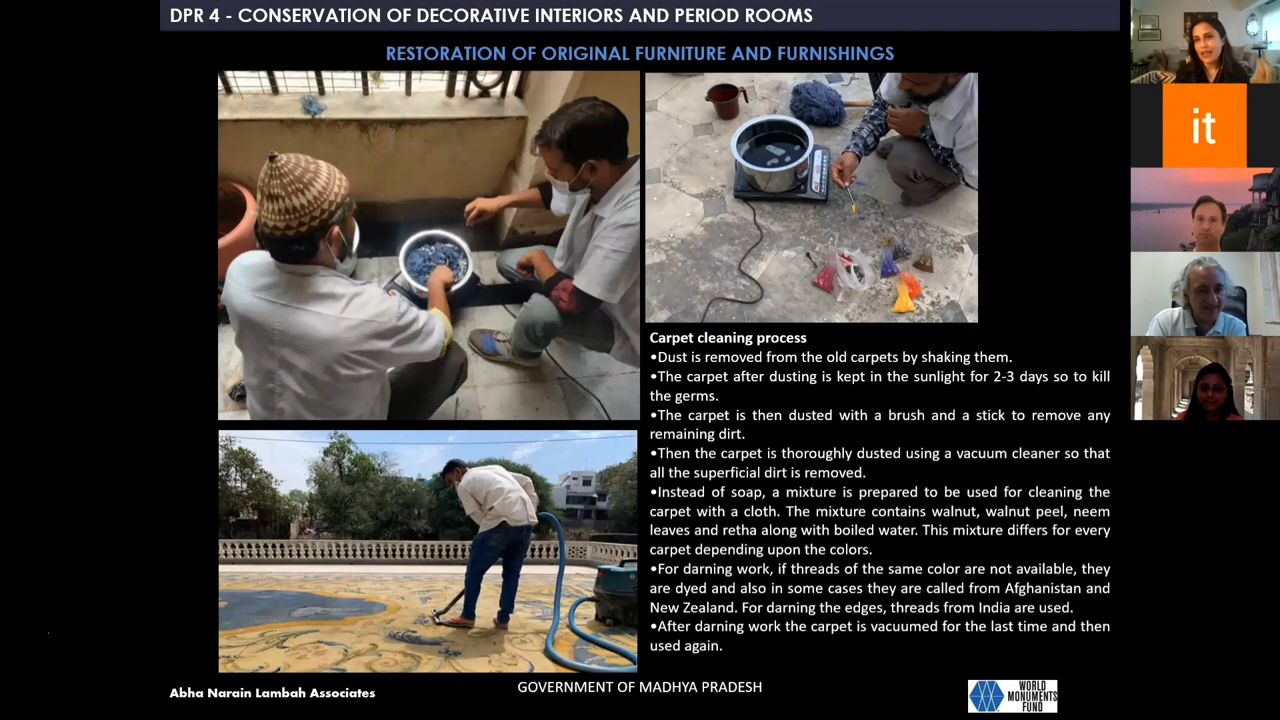 DPR 4 - CONSERVATION OF DECORATIVE INTERIORS AND PERIOD ROOMS
RESTORATION OF ORIGINAL FURNITURE AND FURNISHINGS
it
Carpet cleaning process
•Dust is removed from the old carpets by shaking them.
•The carpet after dusting is kept in the sunlight for 2-3 days so to kill
the germs.
•The carpet is then dusted with a brush and a stick to remove any
remaining dirt.
•Then the carpet is thoroughly dusted using a vacuum cleaner so that
all the superficial dirt is removed.
•Instead of soap, a mixture is prepared to be used for cleaning the
carpet with a cloth. The mixture contains walnut, walnut peel, neem
leaves and retha along with boiled water. This mixture differs for every
carpet depending upon the colors.
•For darning work, if threads of the same color are not available, they
are dyed and also in some cases they are called from Afghanistan and
New Zealand. For darning the edges, threads from India are used.
•After darning work the carpet is vacuumed for the last time and then
used again.
Abha Narain Lambah Associates
GOVERNMENT OF MADHYA PRADESH
WORLD
MONUMENTS
FUND